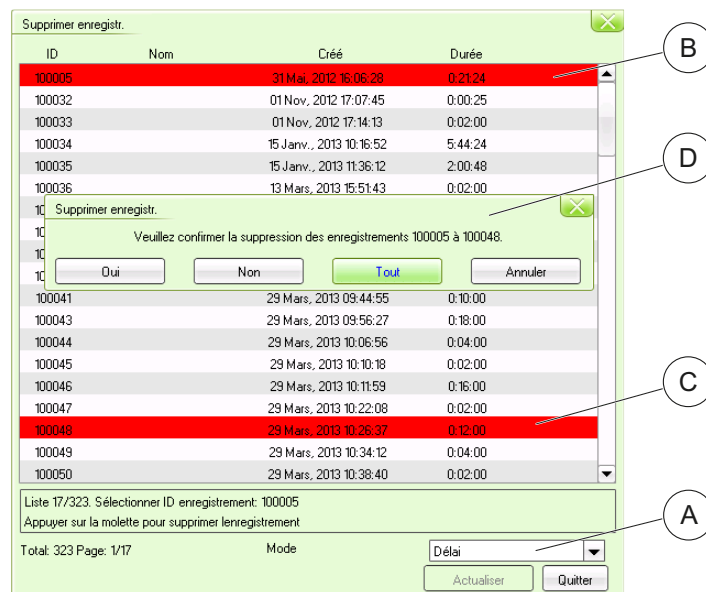 Supprimer enregistr.
ID Nom Créé Durée
100005 31 Mai, 2012 16:06:28 0:21:24
100032 01 Nov, 2012 17:07:45 0:00:25
100033 01 Nov, 2012 17:14:13 0:02:00
100034 15 Janv., 2013 10:16:52 5:44:24
100035 15 Janv., 2013 11:36:12 2:00:48
100036 13 Mars, 2013 15:51:43 0:02:00
Supprimer enregistr.
Veuillez confirmer la suppression des enregistrements 100005 à 100048.
Oui Non Tout Annuler
100041 29 Mars, 2013 09:44:55 0:10:00
100043 29 Mars, 2013 09:56:27 0:18:00
100044 29 Mars, 2013 10:06:56 0:04:00
100045 29 Mars, 2013 10:10:18 0:02:00
100046 29 Mars, 2013 10:11:59 0:16:00
100047 29 Mars, 2013 10:22:08 0:02:00
100048 29 Mars, 2013 10:26:37 0:12:00
100049 29 Mars, 2013 10:34:12 0:04:00
100050 29 Mars, 2013 10:38:40 0:02:00
Liste 17/323. Sélectionner ID enregistrement: 100005
Appuyer sur la molette pour supprimer lenregistrement
Total: 323 Page: 1/17 Mode Délai
Actualiser Quitter
B
D
C
A